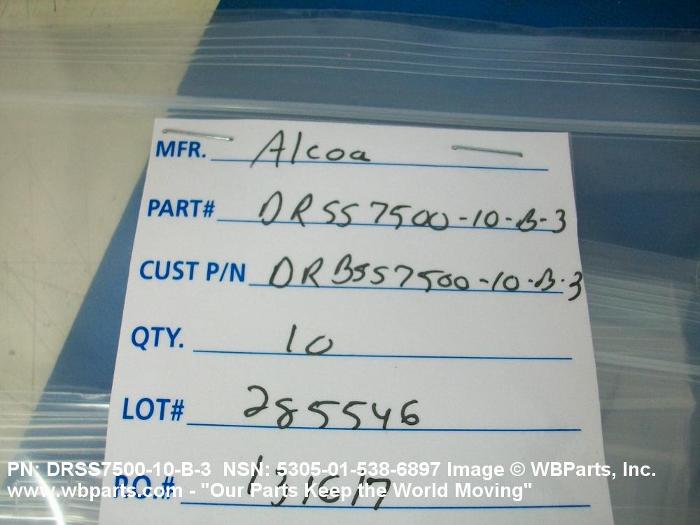 MFR. Alcoa
PART# DRSS7500-10-B-3
CUST P/N DRBSS7500-10-B-3
QTY. 10
LOT# 285546
PN: DRSS7500-10-B-3 NSN: 5305-01-538-6897 Image © WBParts, Inc.
P.O.# 131617
www.wbparts.com - "Our Parts Keep the World Moving"